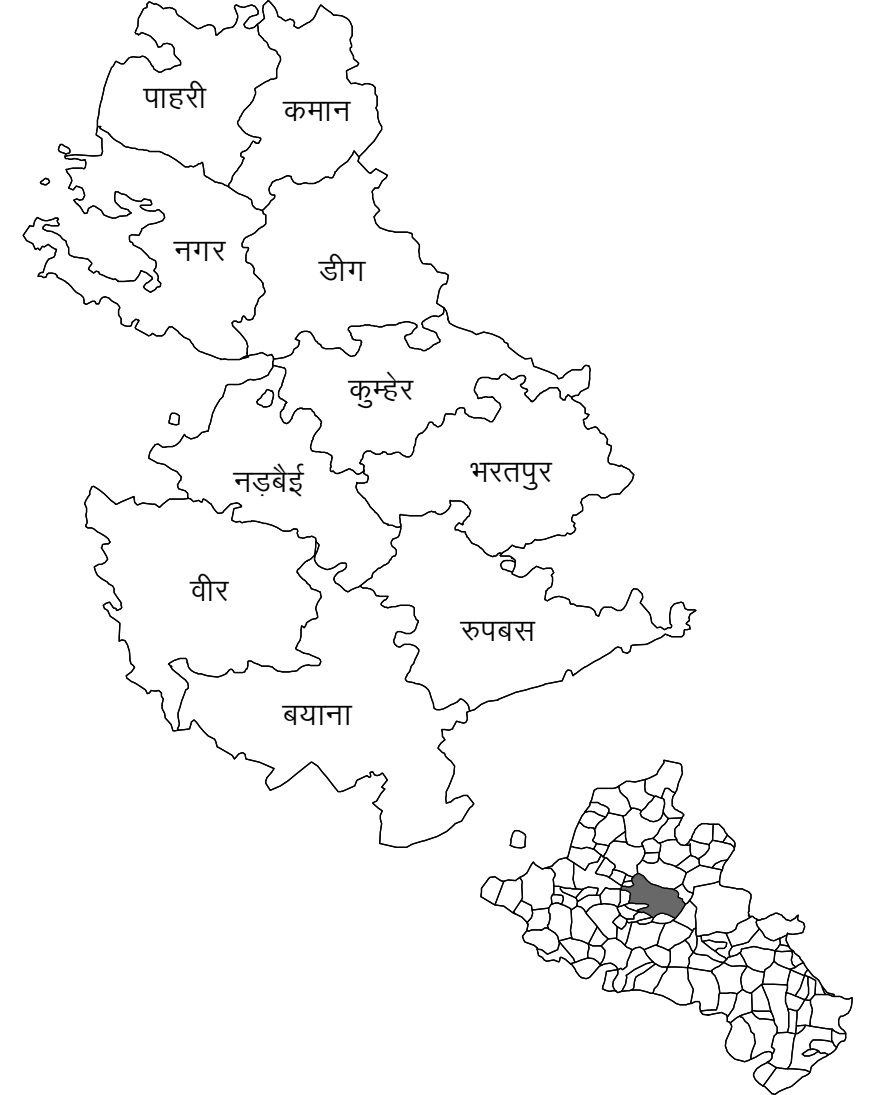 पाहरी
कमान
नगर
डीग
कुम्हेर
भरतपुर
नड़बैई
वीर
रुपबस
बयाना